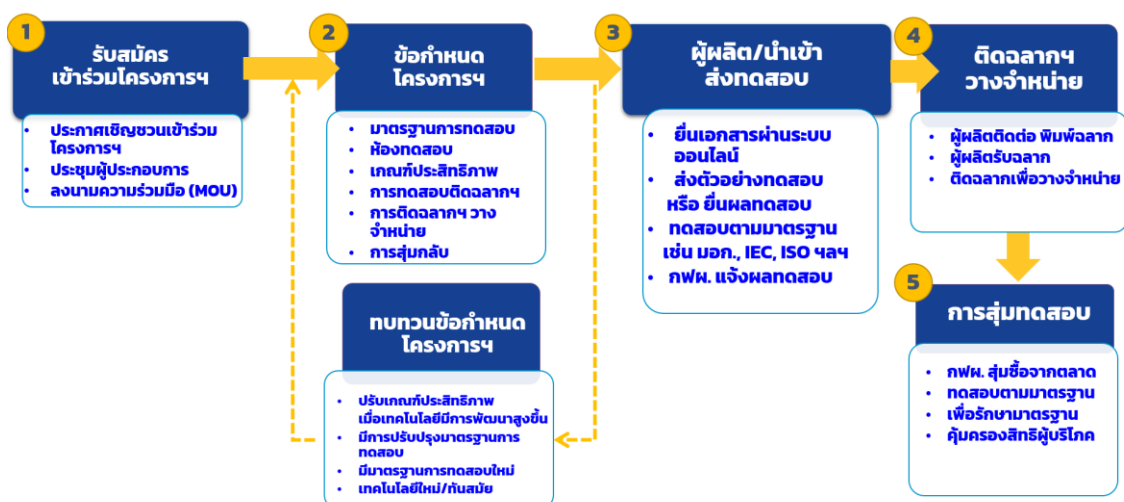 1
รับสมัคร
เข้าร่วมโครงการฯ
• ประกาศเชิญชวนเข้าร่วม
โครงการฯ
• ประชุมผู้ประกอบการ
• ลงนามความร่วมมือ (MOU)
2
ข้อกำหนด
โครงการฯ
• มาตรฐานการทดสอบ
• ห้องทดสอบ
• เกณฑ์ประสิทธิภาพ
• การทดสอบติดฉลากฯ
• การติดฉลากฯ วาง
จำหน่าย
• การสุ่มกลับ
ทบทวนข้อกำหนด
โครงการฯ
• ปรับเกณฑ์ประสิทธิภาพ
เมื่อเทคโนโลยีมีการพัฒนาสูงขึ้น
• มีการปรับปรุงมาตรฐานการ
ทดสอบ
• มีมาตรฐานการทดสอบใหม่
• เทคโนโลยีใหม่/ทันสมัย
3
ผู้ผลิต/นำเข้า
ส่งทดสอบ
• ยื่นเอกสารผ่านระบบ
ออนไลน์
• ส่งตัวอย่างทดสอบ
หรือ ยื่นผลทดสอบ
• ทดสอบตามมาตรฐาน
เช่น มอก., IEC, ISO ฯลฯ
• กฟผ. แจ้งผลทดสอบ
4
ติดฉลากฯ
วางจำหน่าย
• ผู้ผลิตติดต่อ พิมพ์ฉลาก
• ผู้ผลิตรับฉลาก
• ติดฉลากเพื่อวางจำหน่าย
5
การสุ่มทดสอบ
• กฟผ. สุ่มซื้อจากตลาด
• ทดสอบตามมาตรฐาน
• เพื่อรักษามาตรฐาน
• คุ้มครองสิทธิผู้บริโภค